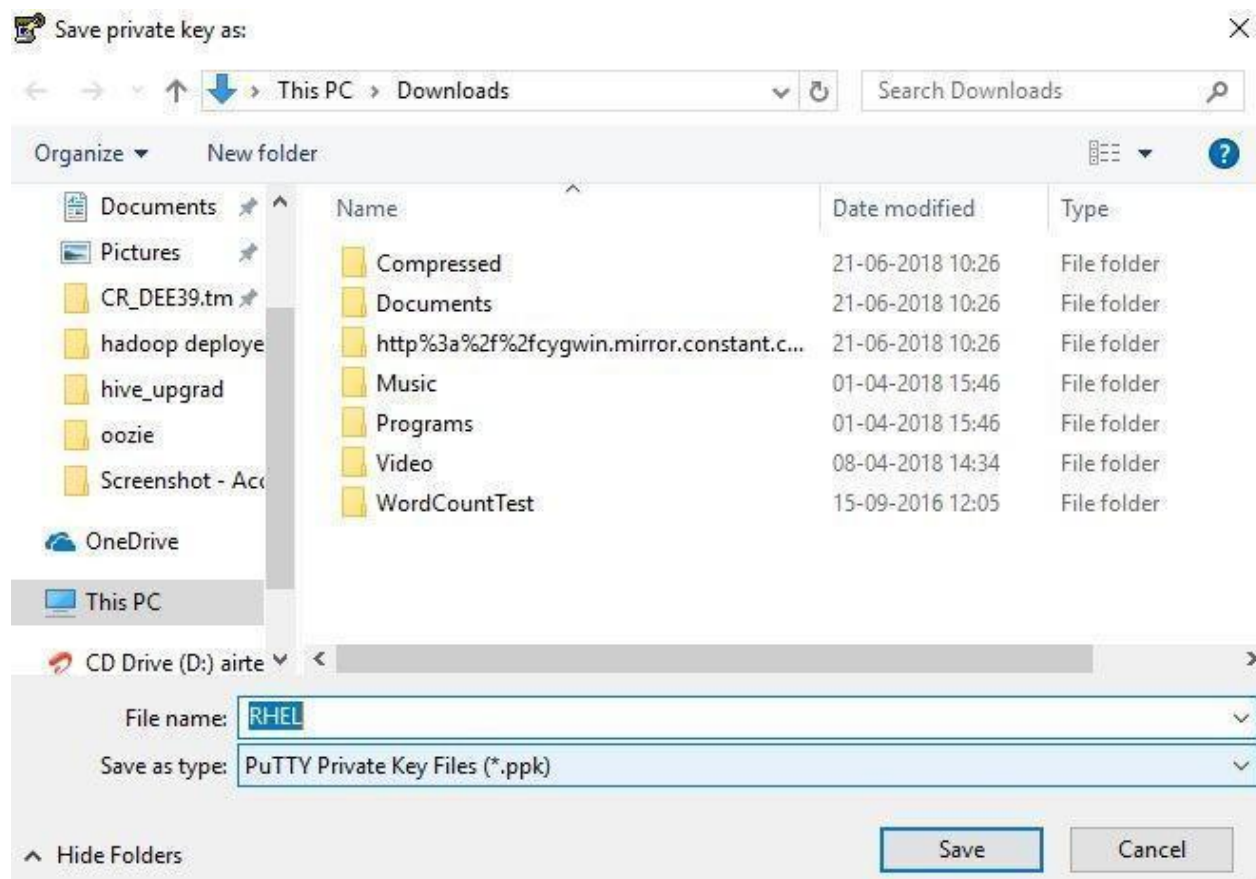 Save private key as:
This PC > Downloads
Search Downloads
Organize
New folder
Documents
Pictures
CR_DEE39.tm
hadoop deploye
hive_upgrad
oozie
Screenshot - Acc
OneDrive
This PC
CD Drive (D:) airte
Name Date modified Type
Compressed 21-06-2018 10:26 File folder
Documents 21-06-2018 10:26 File folder
http%3a%2f%2fcygwin.mirror.constant.c... 21-06-2018 10:26 File folder
Music 01-04-2018 15:46 File folder
Programs 01-04-2018 15:46 File folder
Video 08-04-2018 14:34 File folder
WordCountTest 15-09-2016 12:05 File folder
File name: RHEL
Save as type: PuTTY Private Key Files (*.ppk)
Hide Folders
Save
Cancel